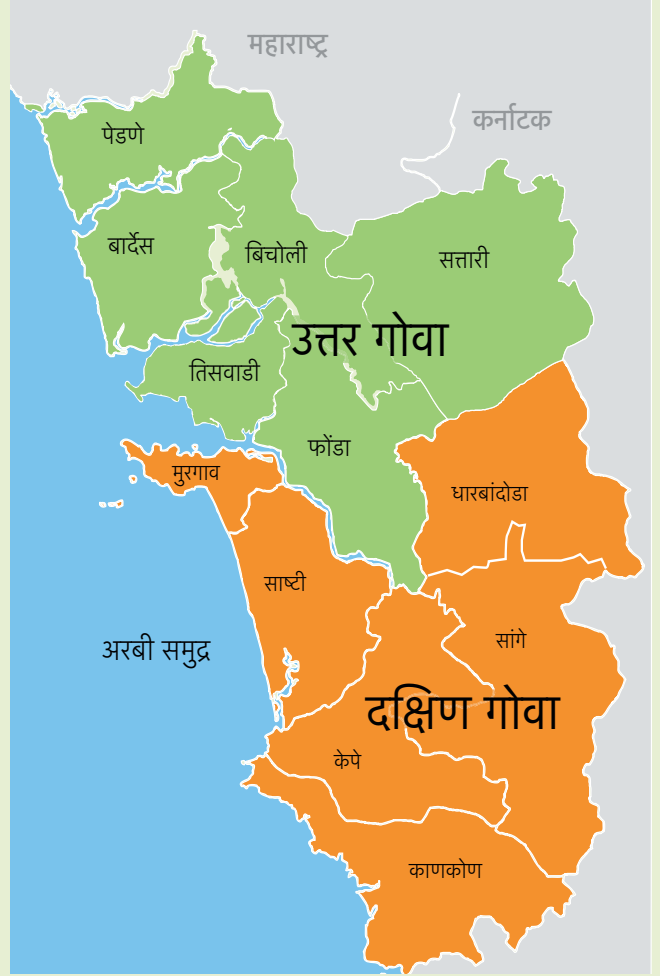 महाराष्ट्र
कर्नाटक
पेडणे
बार्देस
बिचोली
सत्तारी
उत्तर गोवा
तिसवाडी
फोंडा
मुरगाव
धारबांदोडा
साष्टी
सांगे
अरबी समुद्र
दक्षिण गोवा
केपे
काणकोण